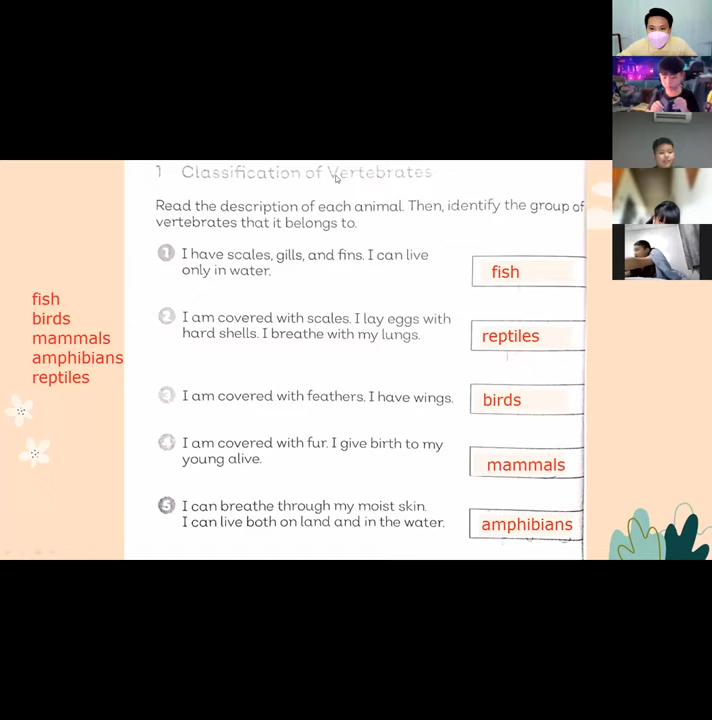 1 Classification of Vertebrates
Read the description of each animal. Then, identify the group of
vertebrates that it belongs to.
1 I have scales, gills, and fins. I can live
only in water.
fish
2 I am covered with scales. I lay eggs with
hard shells. I breathe with my lungs.
reptiles
3 I am covered with feathers. I have wings.
birds
4 I am covered with fur. I give birth to my
young alive.
mammals
5 I can breathe through my moist skin.
I can live both on land and in the water.
amphibians
fish
birds
mammals
amphibians
reptiles